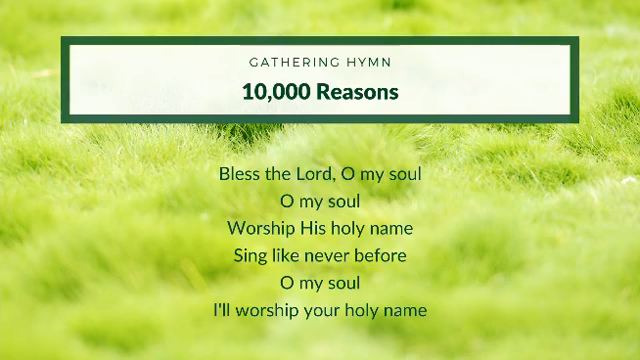 GATHERING HYMN
10,000 Reasons
Bless the Lord, O my soul
O my soul
Worship His holy name
Sing like never before
O my soul
I'll worship your holy name